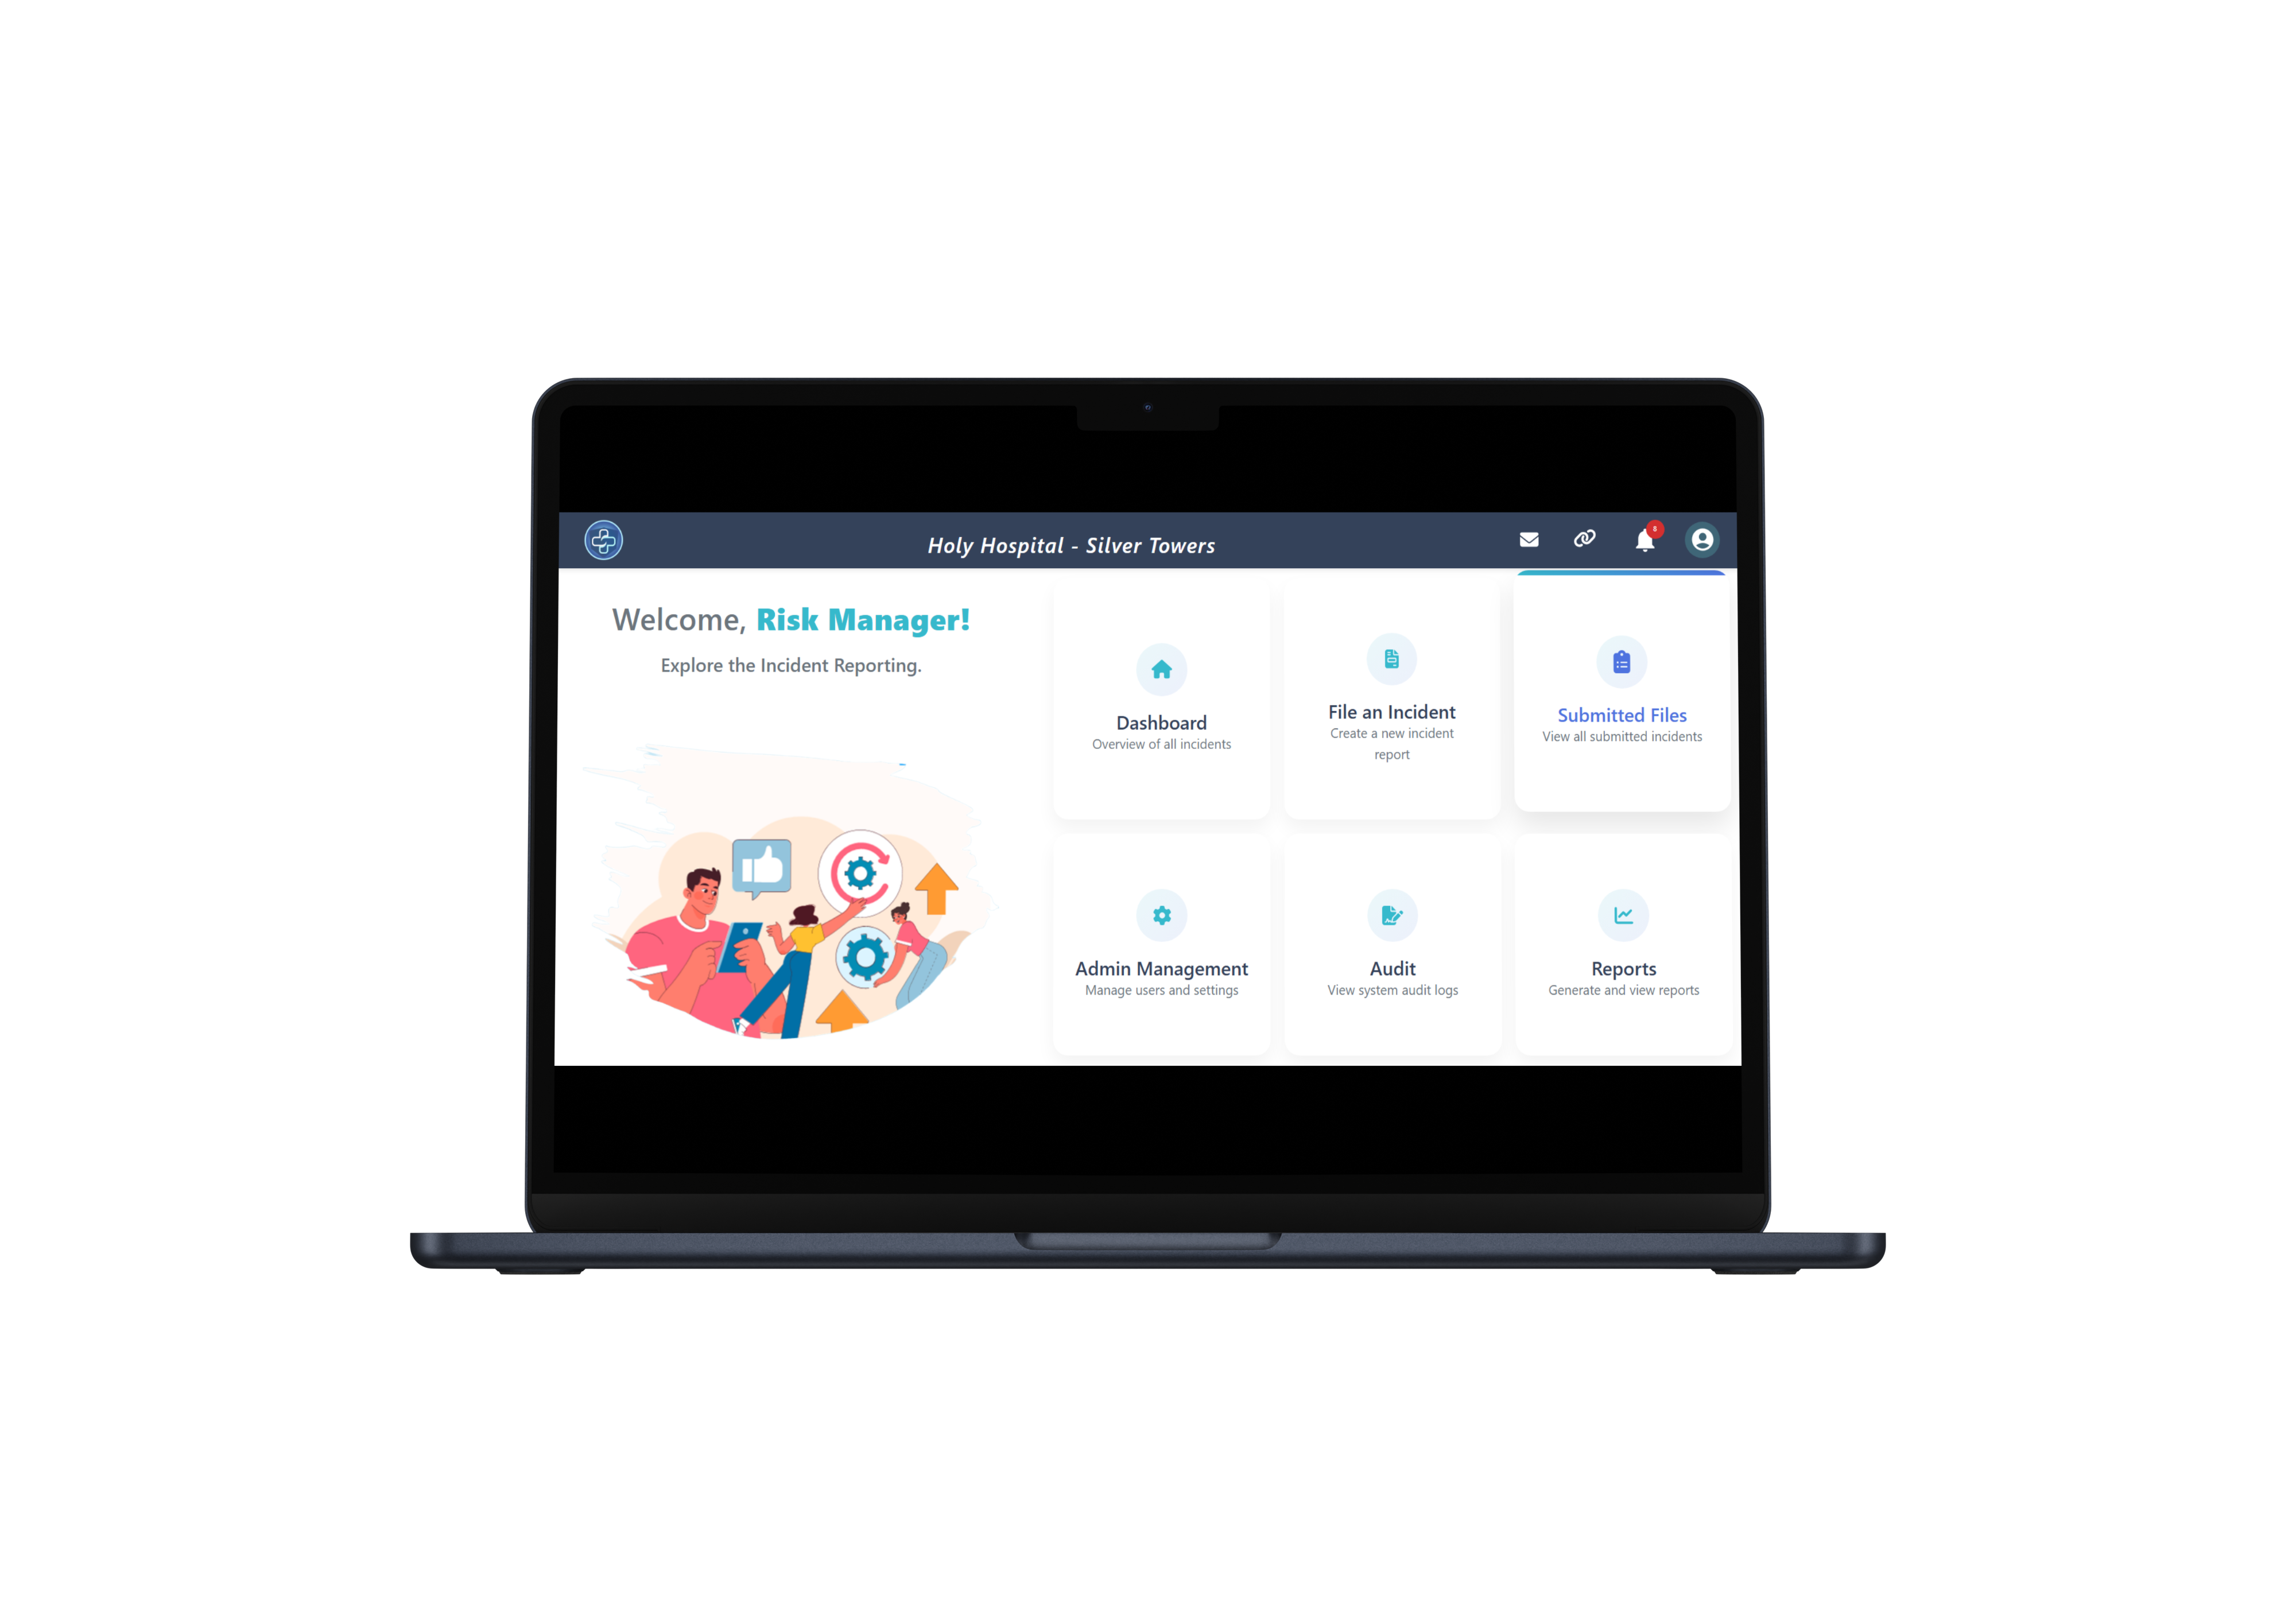 Holy Hospital - Silver Towers
8
Welcome, Risk Manager!
Explore the Incident Reporting.
Dashboard
Overview of all incidents
File an Incident
Create a new incident
report
Submitted Files
View all submitted incidents
Admin Management
Manage users and settings
Audit
View system audit logs
Reports
Generate and view reports